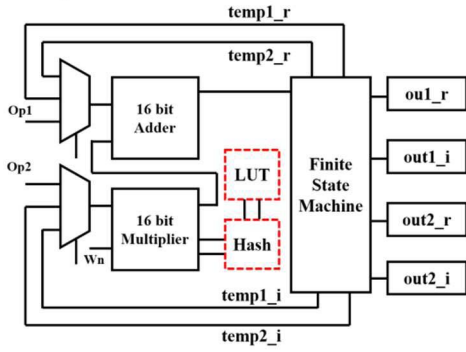 temp1_r
temp2_r
Op1
16 bit
Adder
ou1_r
Op2
LUT
Finite
State
Machine
out1_i
16 bit
Multiplier
Hash
out2_r
Wn
out2_i
temp1_i
temp2_i